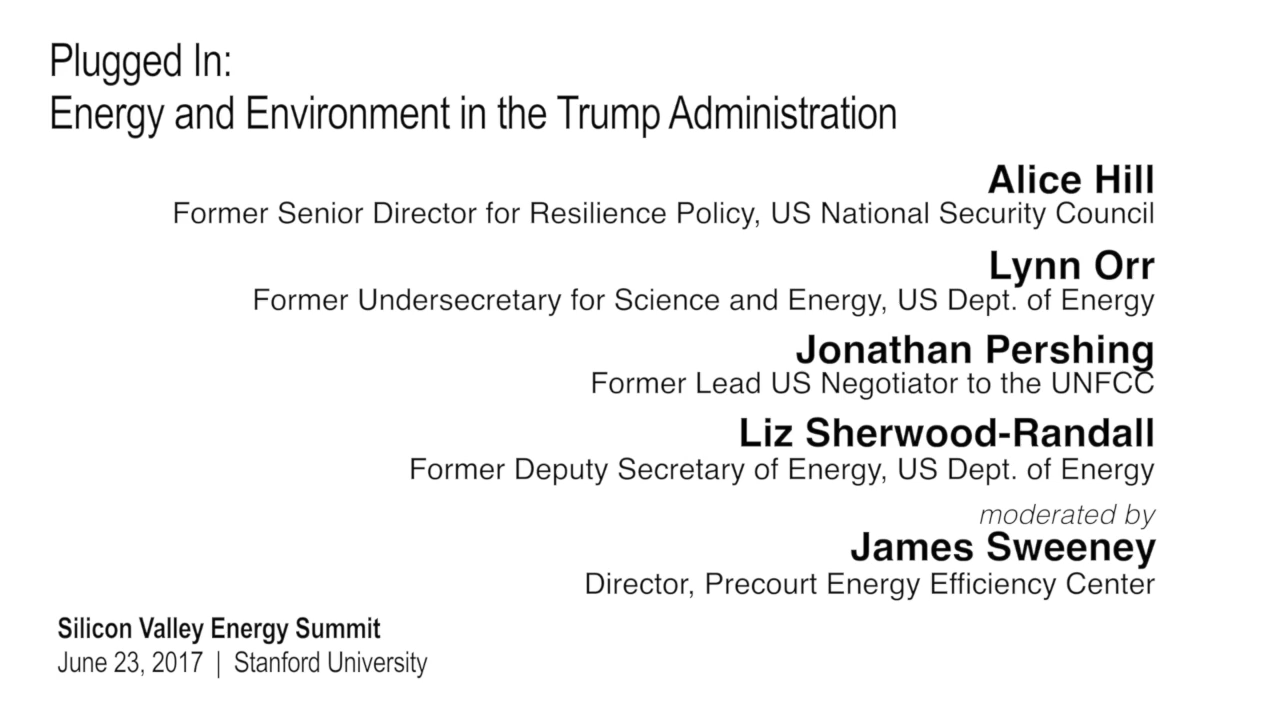 Plugged In:
Energy and Environment in the Trump Administration
Alice Hill
Former Senior Director for Resilience Policy, US National Security Council
Lynn Orr
Former Undersecretary for Science and Energy, US Dept. of Energy
Jonathan Pershing
Former Lead US Negotiator to the UNFCC
Liz Sherwood-Randall
Former Deputy Secretary of Energy, US Dept. of Energy
moderated by
James Sweeney
Director, Precourt Energy Efficiency Center
Silicon Valley Energy Summit
June 23, 2017 | Stanford University